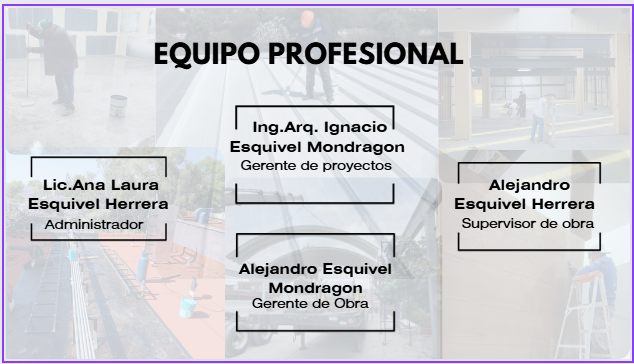 EQUIPO PROFESIONAL
Ing.Arq. Ignacio
Esquivel Mondragon
Gerente de proyectos
Lic.Ana Laura
Esquivel Herrera
Administrador
Alejandro
Esquivel Herrera
Supervisor de obra
Alejandro Esquivel
Mondragon
Gerente de Obra